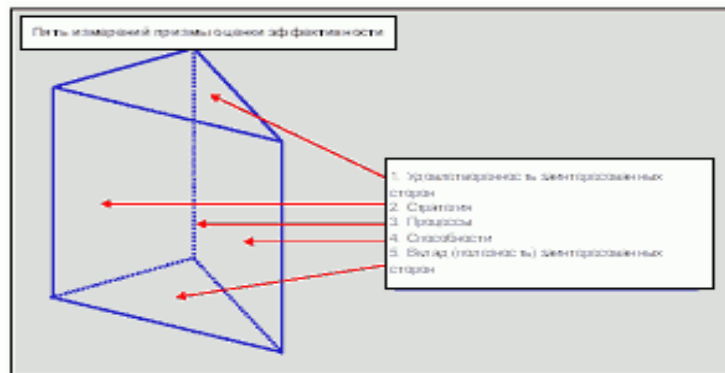 Пять измерений призмы оценки эффективности
1. Удовлетворенность заинтересованных
сторон
2. Стратегия
3. Процессы
4. Способности
5. Вклад (полезность) заинтересованных
сторон